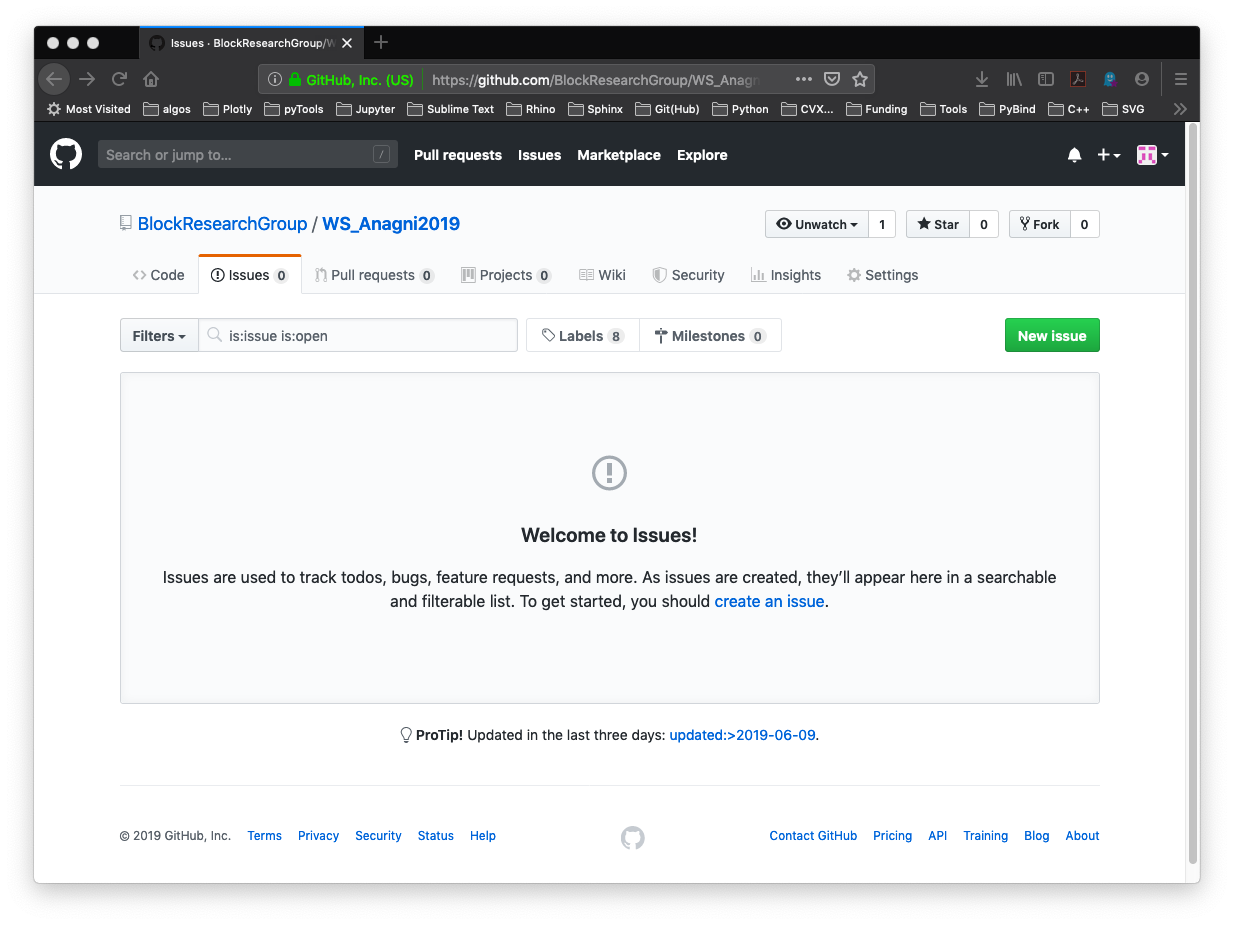 Issues · BlockResearchGroup/W
GitHub, Inc. (US) https://github.com/BlockResearchGroup/WS_Anagn
Most Visited algos Plotly pyTools Jupyter Sublime Text Rhino Sphinx Git(Hub) Python CVX... Funding Tools PyBind C++ SVG
Search or jump to... / Pull requests Issues Marketplace Explore
BlockResearchGroup / WS_Anagni2019 Unwatch 1 Star 0 Fork 0
Code Issues 0 Pull requests 0 Projects 0 Wiki Security Insights Settings
Filters is:issue is:open Labels 8 Milestones 0 New issue
Welcome to Issues!
Issues are used to track todos, bugs, feature requests, and more. As issues are created, they’ll appear here in a searchable
and filterable list. To get started, you should create an issue.
ProTip! Updated in the last three days: updated:>2019-06-09.
© 2019 GitHub, Inc. Terms Privacy Security Status Help Contact GitHub Pricing API Training Blog About